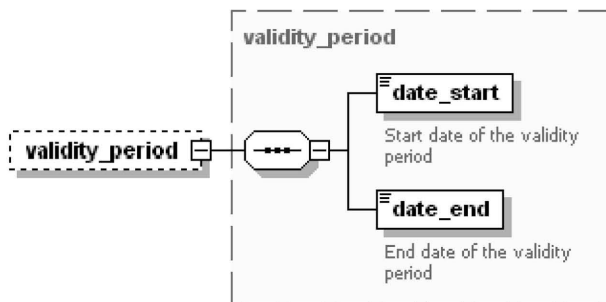 validity_period
validity_period
date_start
Start date of the validity
period
date_end
End date of the validity
period